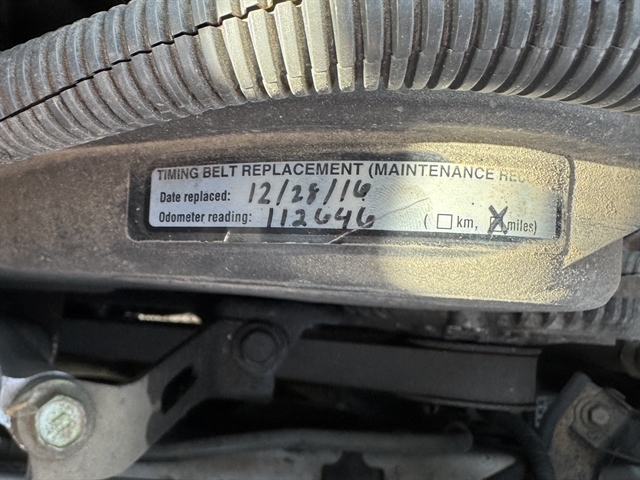 TIMING BELT REPLACEMENT (MAINTENANCE
Date replaced: 12/28/16
Odometer reading: 112646 ( ☐ km, ☒ miles)